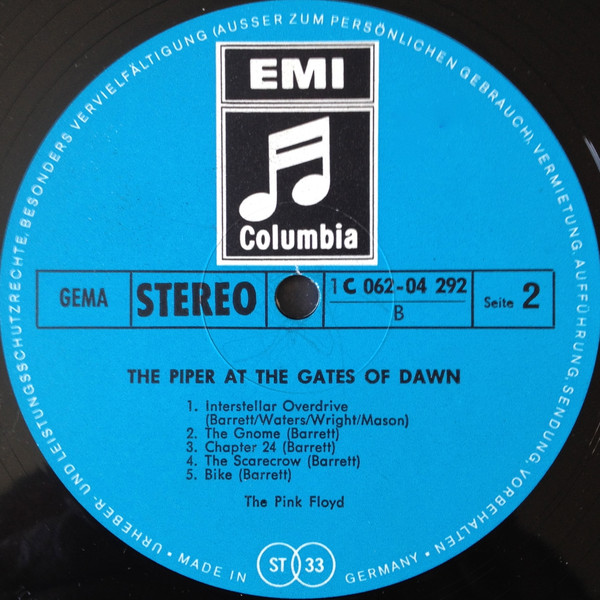 URHEBER- UND LEISTUNGSSCHUTZRECHTE, BESONDERS VERVIELFÄLTIGUNG (AUSSER ZUM PERSÖNLICHEN GEBRAUCH), VERMIETUNG, AUFFÜHRUNG, SENDUNG, VORBEHALTEN
EMI
Columbia
GEMA
STEREO
1 C 062-04 292
B
Seite 2
THE PIPER AT THE GATES OF DAWN
1. Interstellar Overdrive
(Barrett/Waters/Wright/Mason)
2. The Gnome (Barrett)
3. Chapter 24 (Barrett)
4. The Scarecrow (Barrett)
5. Bike (Barrett)
The Pink Floyd
• MADE IN ST 33 GERMANY •